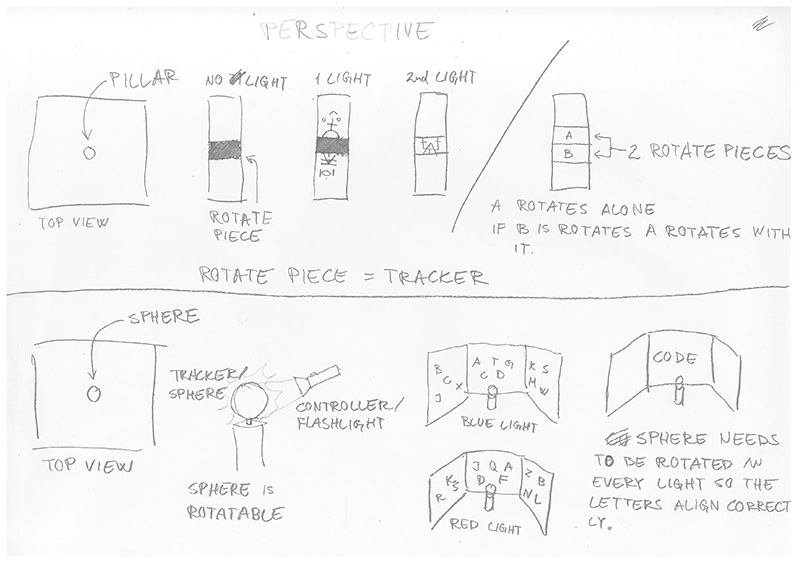 PERSPECTIVE
PILLAR
NO LIGHT
1 LIGHT
2nd LIGHT
A
B
2 ROTATE PIECES
TOP VIEW
ROTATE
PIECE
A ROTATES ALONE
IF B IS ROTATES A ROTATES WITH
IT.
ROTATE PIECE = TRACKER
SPHERE
TOP VIEW
TRACKER/
SPHERE
CONTROLLER/
FLASHLIGHT
SPHERE IS
ROTATABLE
B C X J
A T G C D
K S M W
BLUE LIGHT
R K S
J Q A D F
Z B N L
RED LIGHT
CODE
SPHERE NEEDS
TO BE ROTATED IN
EVERY LIGHT SO THE
LETTERS ALIGN CORRECT
LY.